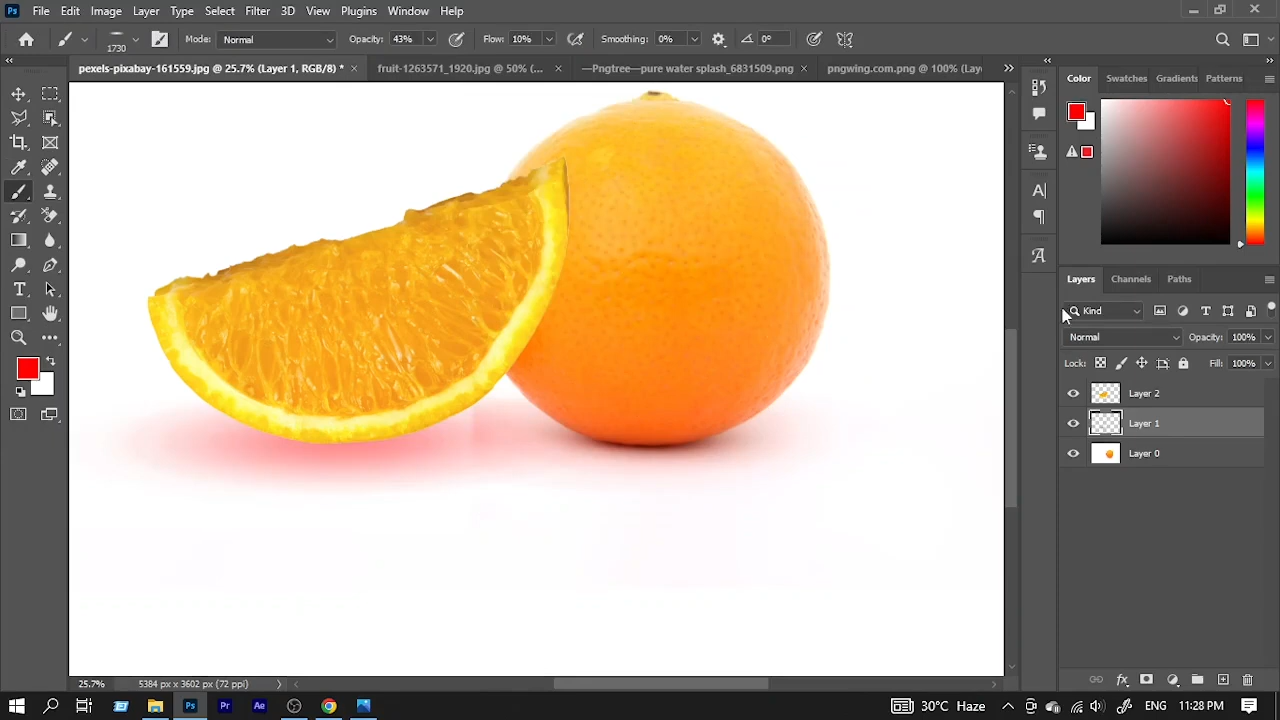 Ps File Edit Image Layer Type Select Filter 3D View Plugins Window Help
1730 Mode: Normal Opacity: 43% Flow: 10% Smoothing: 0% 0°
pexels-pixabay-161559.jpg @ 25.7% (Layer 1, RGB/8) * × fruit-1263571_1920.jpg @ 50% (... × —Pngtree—pure water splash_6831509.png × pngwing.com.png @ 100% (Lay
Color Swatches Gradients Patterns
Layers Channels Paths
Kind
Normal Opacity: 100%
Lock: Fill: 100%
Layer 2
Layer 1
Layer 0
25.7% 5384 px x 3602 px (72 ppi)
Ps Pr Ae 30°C Haze ENG 11:28 PM